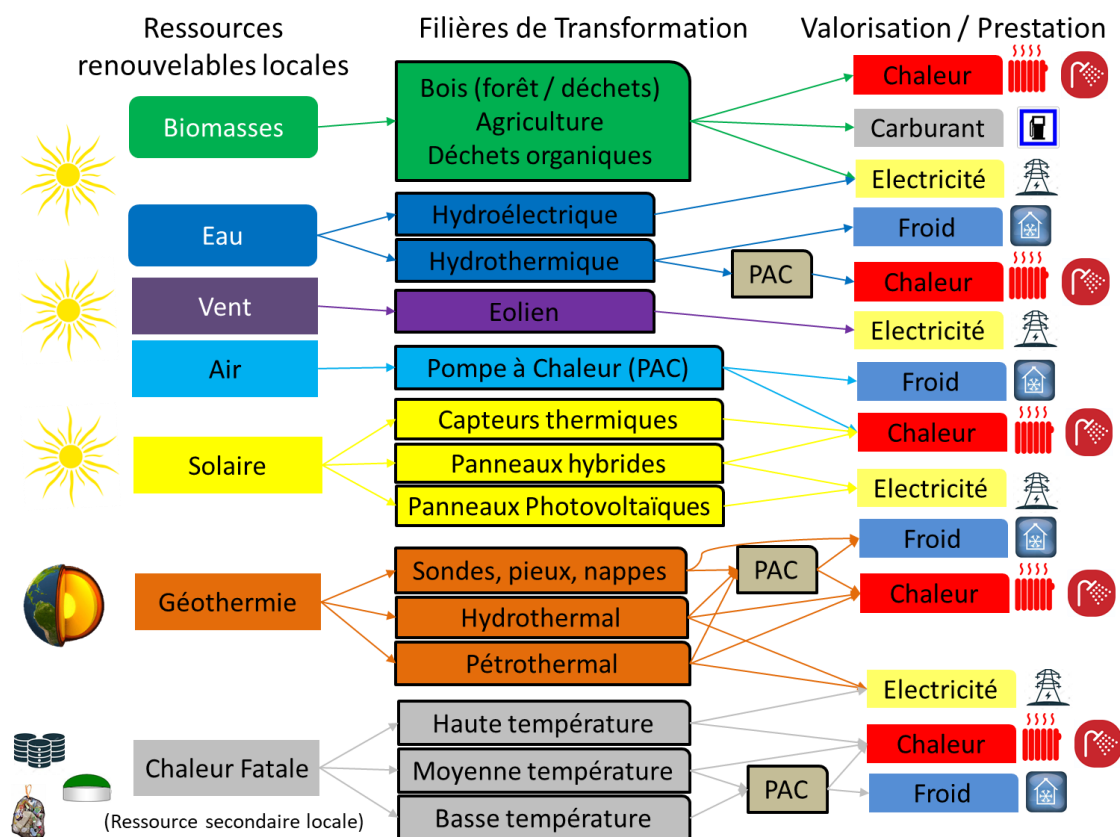 Ressources
renouvelables locales
Filières de Transformation
Valorisation / Prestation
Biomasses
Bois (forêt / déchets)
Agriculture
Déchets organiques
Chaleur
Carburant
Electricité
Eau
Hydroélectrique
Hydrothermique
PAC
Froid
Chaleur
Vent
Eolien
Electricité
Air
Pompe à Chaleur (PAC)
Froid
Chaleur
Solaire
Capteurs thermiques
Panneaux hybrides
Panneaux Photovoltaïques
Electricité
Géothermie
Sondes, pieux, nappes
Hydrothermal
Pétrothermal
PAC
Froid
Chaleur
Electricité
Chaleur Fatale
(Ressource secondaire locale)
Haute température
Moyenne température
Basse température
PAC
Chaleur
Froid